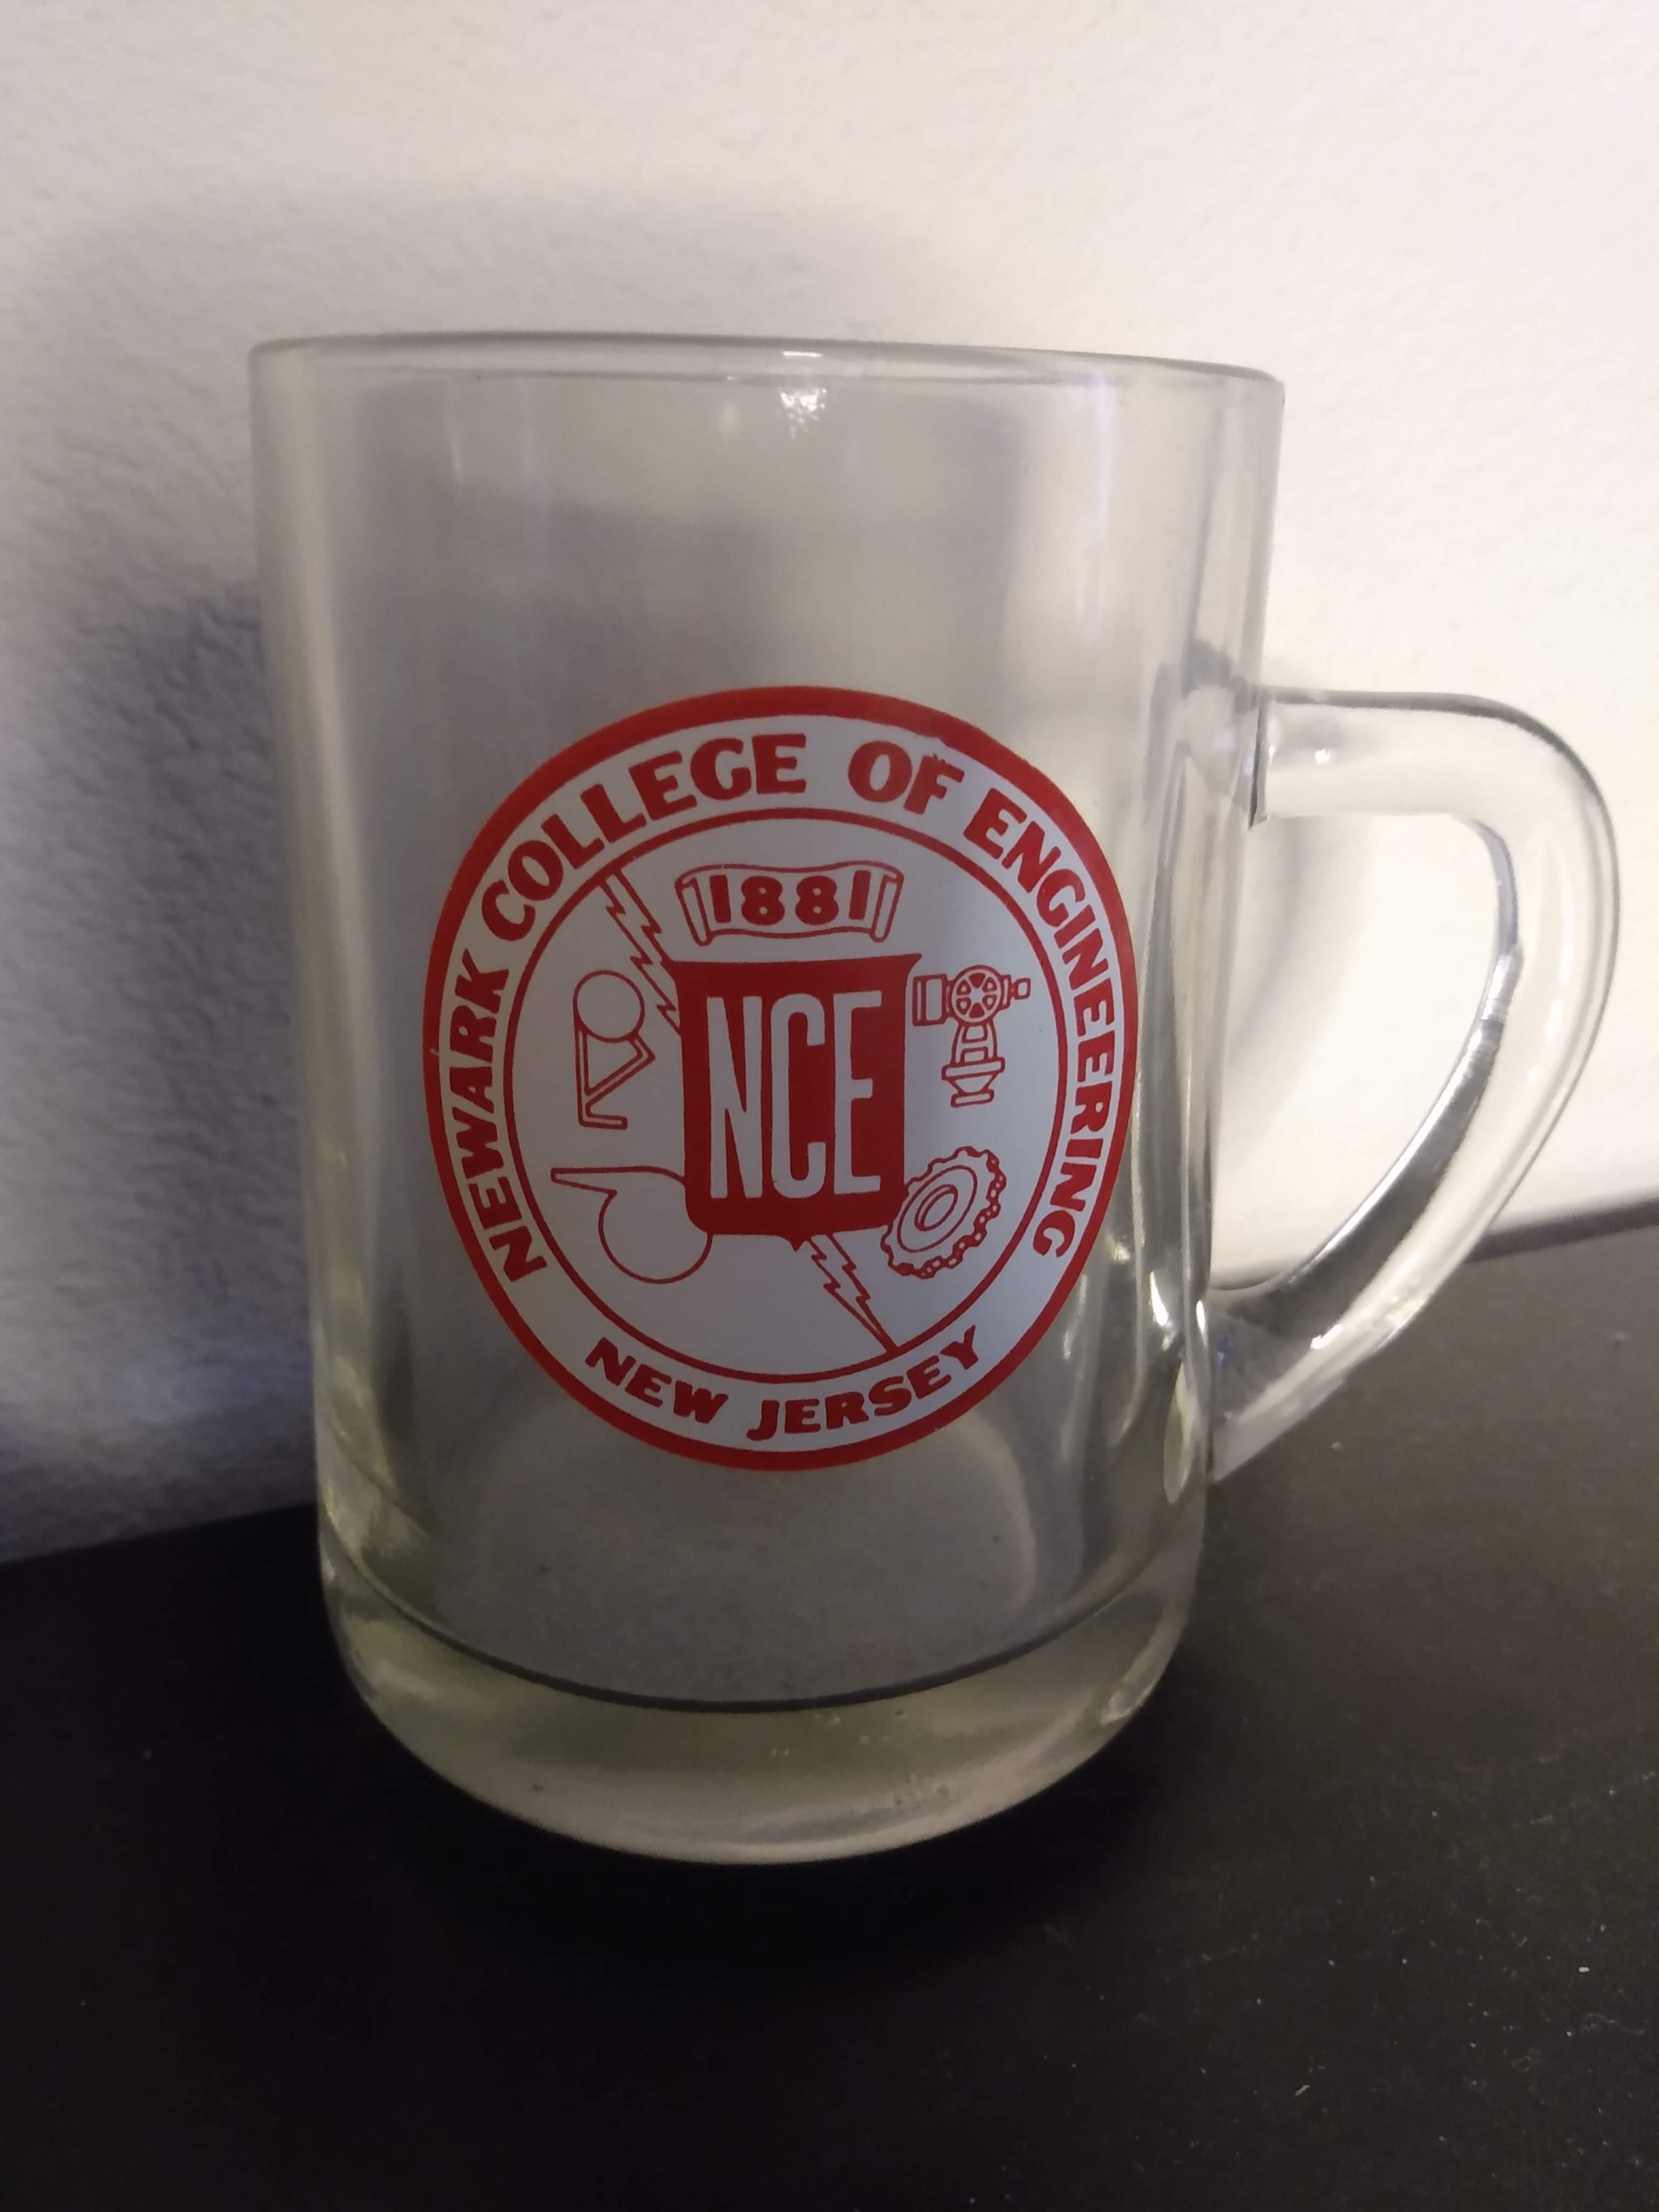 NEWARK COLLEGE OF ENGINEERING
1881
NCE
NEW JERSEY